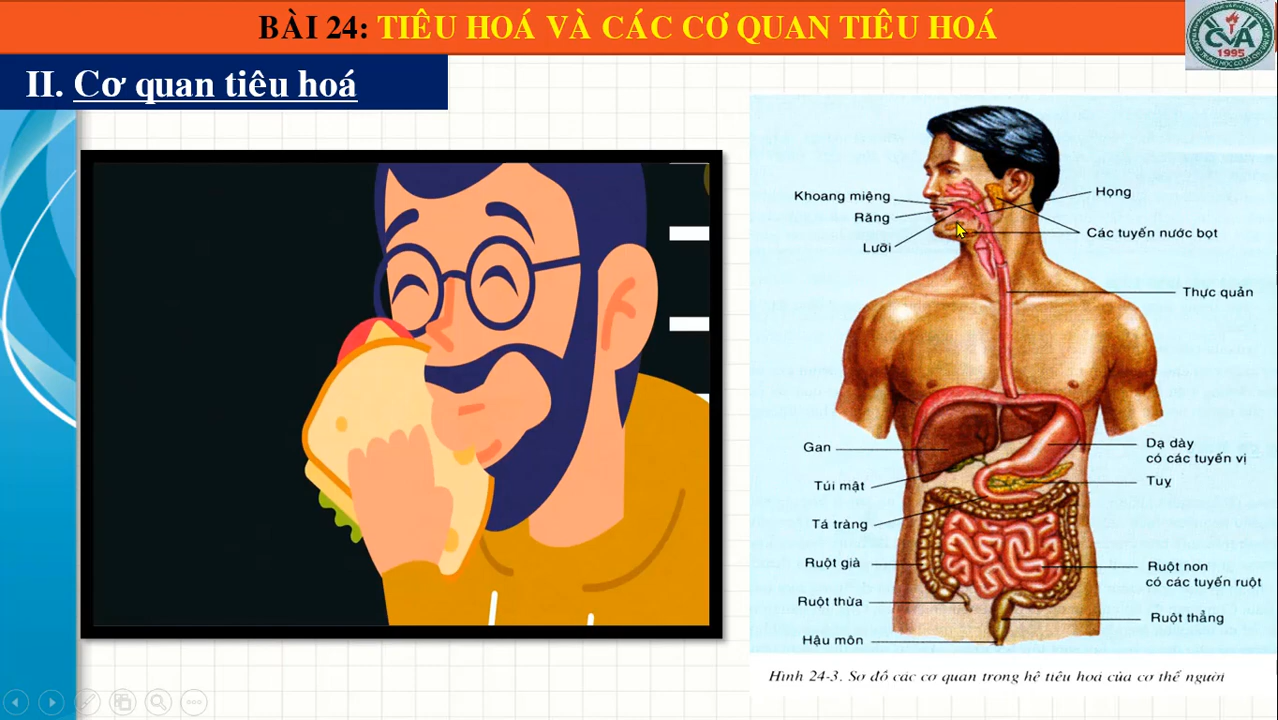 BÀI 24: TIÊU HOÁ VÀ CÁC CƠ QUAN TIÊU HOÁ
CVA
1995
II. Cơ quan tiêu hoá
Khoang miệng
Răng
Lưỡi
Họng
Các tuyến nước bọt
Thực quản
Gan
Túi mật
Tá tràng
Ruột già
Ruột thừa
Hậu môn
Dạ dày
có các tuyến vị
Tuỵ
Ruột non
có các tuyến ruột
Ruột thẳng
Hình 24-3. Sơ đồ các cơ quan trong hệ tiêu hoá của cơ thể người